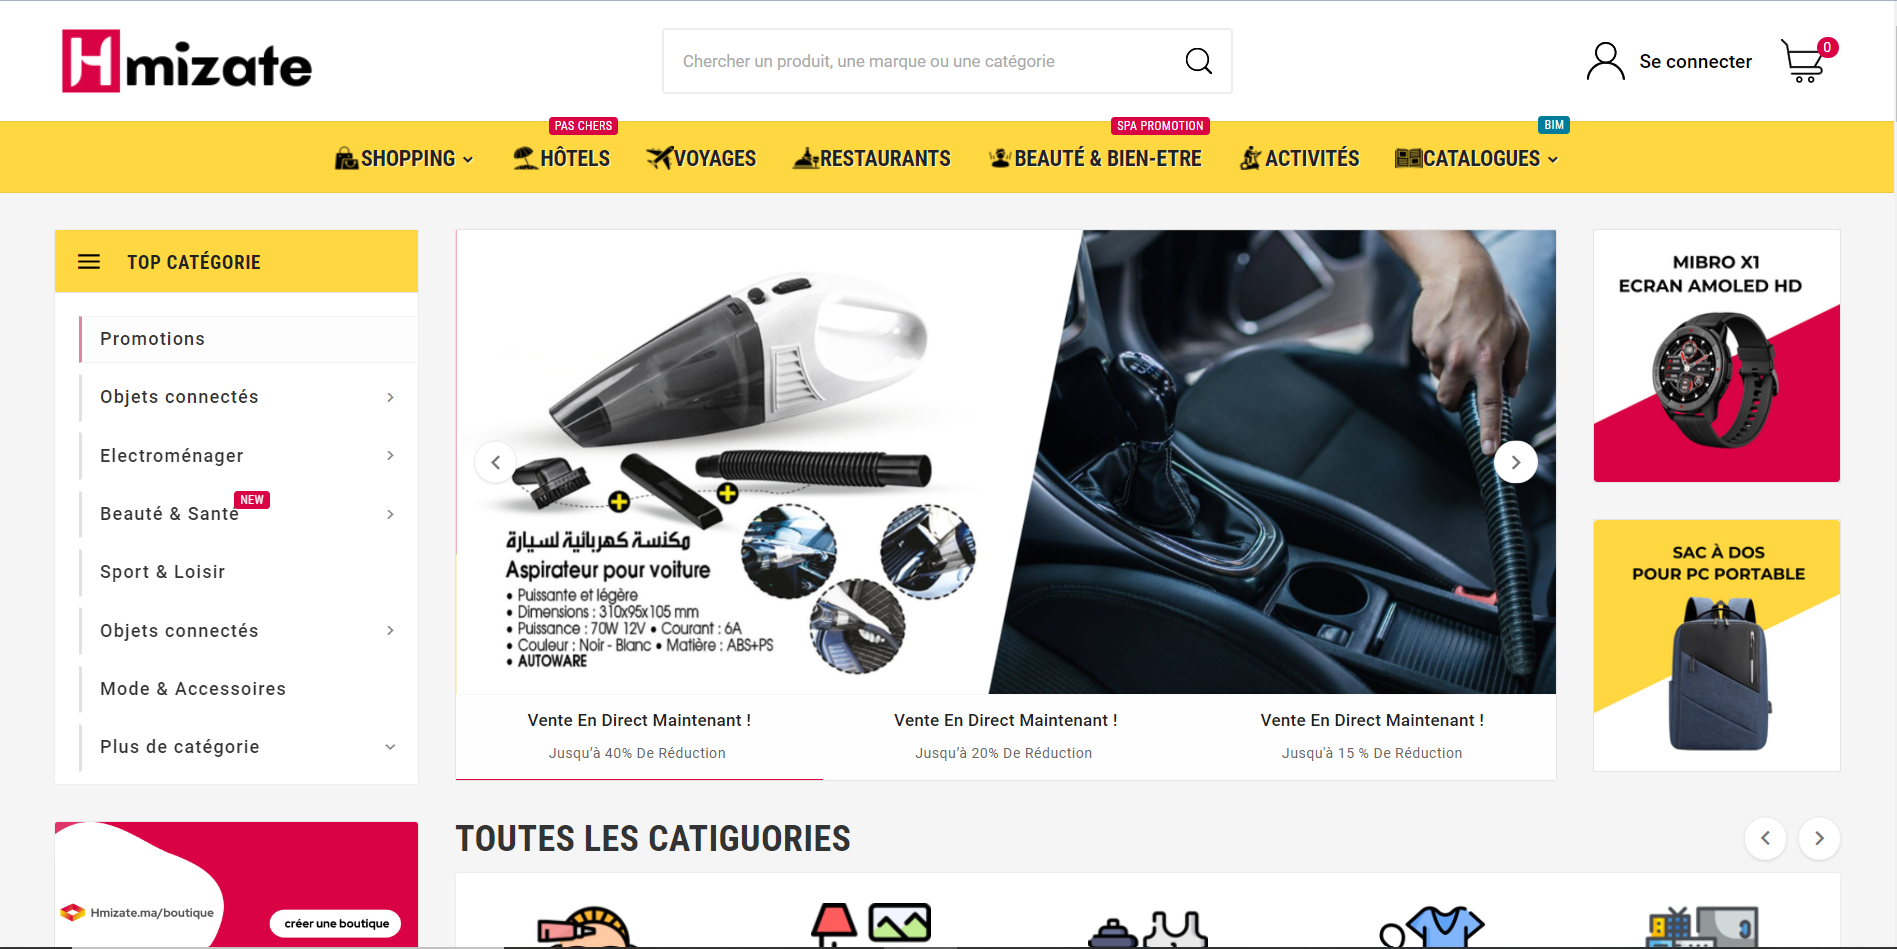 Hmizate
Chercher un produit, une marque ou une catégorie
Se connecter
0
PAS CHERS
SPA PROMOTION
BIM
SHOPPING
HÔTELS
VOYAGES
RESTAURANTS
BEAUTÉ & BIEN-ETRE
ACTIVITÉS
CATALOGUES
TOP CATÉGORIE
Promotions
Objets connectés
Electroménager
Beauté & Santé
NEW
Sport & Loisir
Objets connectés
Mode & Accessoires
Plus de catégorie
مكنسة كهربائية لسيارة
Aspirateur pour voiture
• Puissante et légère
• Dimensions : 310x95x105 mm
• Puissance : 70W 12V • Courant : 6A
• Couleur : Noir - Blanc • Matière : ABS+PS
• AUTOWARE
Vente En Direct Maintenant !
Jusqu'à 40% De Réduction
Vente En Direct Maintenant !
Jusqu'à 20% De Réduction
Vente En Direct Maintenant !
Jusqu'à 15 % De Réduction
MIBRO X1
ECRAN AMOLED HD
SAC À DOS
POUR PC PORTABLE
Hmizate.ma/boutique
créer une boutique
TOUTES LES CATIGUORIES